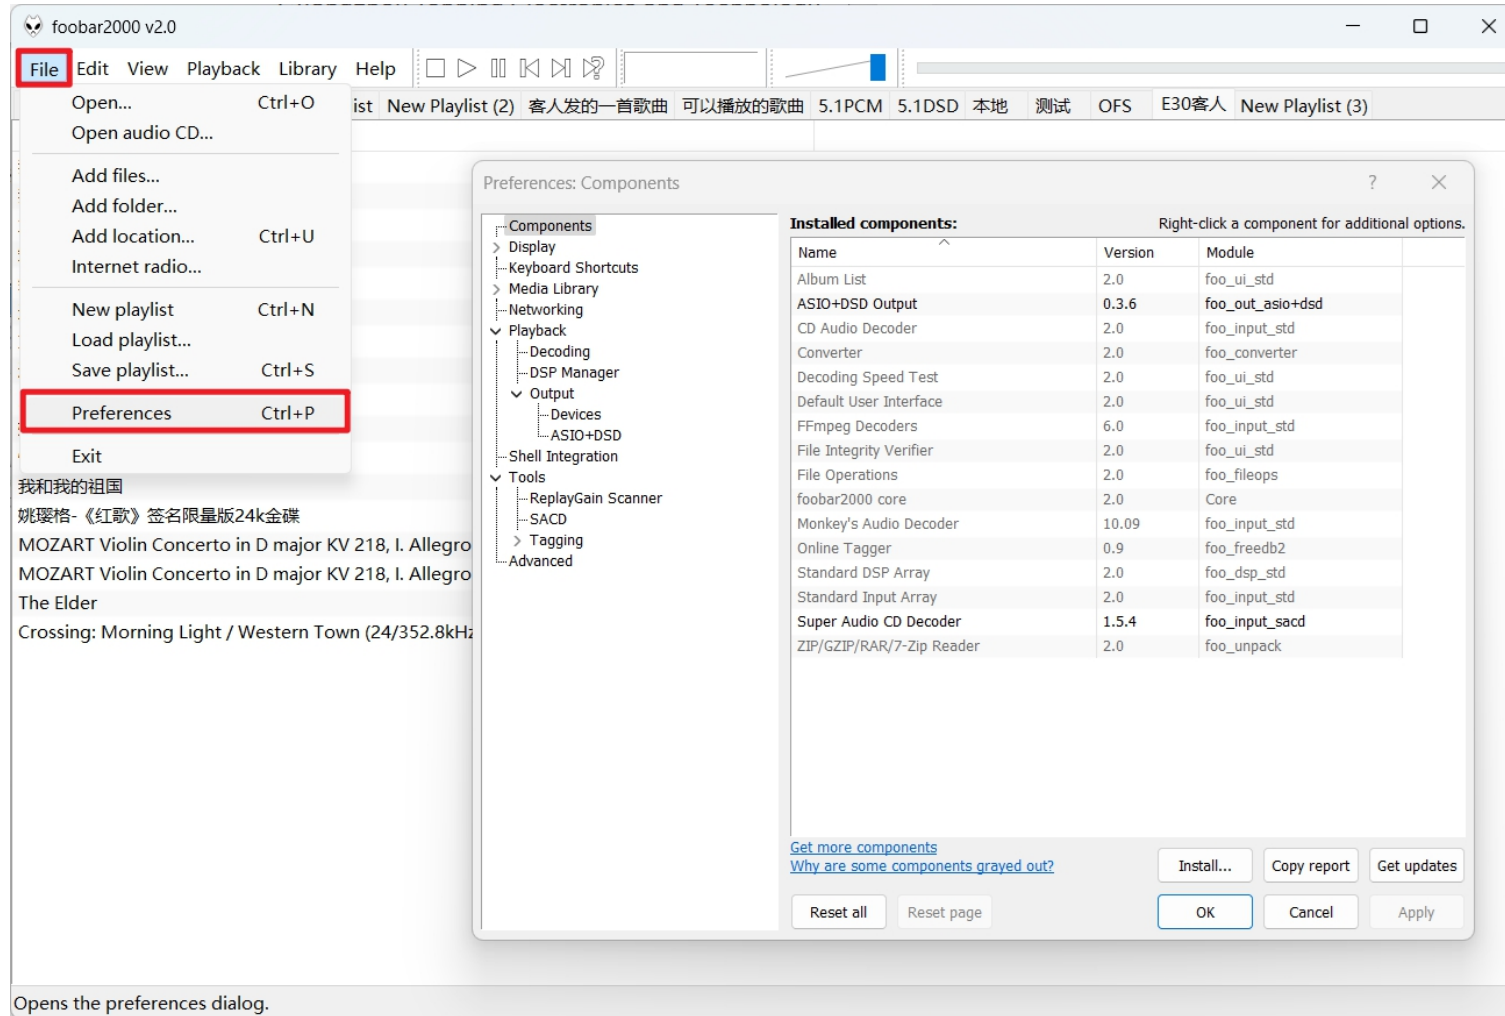 foobar2000 v2.0
File Edit View Playback Library Help
Open... Ctrl+O
Open audio CD...
Add files...
Add folder...
Add location... Ctrl+U
Internet radio...
New playlist Ctrl+N
Load playlist...
Save playlist... Ctrl+S
Preferences Ctrl+P
Exit
ist New Playlist (2) 客人发的一首歌曲 可以播放的歌曲 5.1PCM 5.1DSD 本地 测试 OFS E30客人 New Playlist (3)
我和我的祖国
姚璎格-《红歌》签名限量版24k金碟
MOZART Violin Concerto in D major KV 218, I. Allegro
MOZART Violin Concerto in D major KV 218, I. Allegro
The Elder
Crossing: Morning Light / Western Town (24/352.8kHz
Preferences: Components ?
Components
Display
Keyboard Shortcuts
Media Library
Networking
Playback
Decoding
DSP Manager
Output
Devices
ASIO+DSD
Shell Integration
Tools
ReplayGain Scanner
SACD
Tagging
Advanced
Installed components: Right-click a component for additional options.
Name Version Module
Album List 2.0 foo_ui_std
ASIO+DSD Output 0.3.6 foo_out_asio+dsd
CD Audio Decoder 2.0 foo_input_std
Converter 2.0 foo_converter
Decoding Speed Test 2.0 foo_ui_std
Default User Interface 2.0 foo_ui_std
FFmpeg Decoders 6.0 foo_input_std
File Integrity Verifier 2.0 foo_ui_std
File Operations 2.0 foo_fileops
foobar2000 core 2.0 Core
Monkey's Audio Decoder 10.09 foo_input_std
Online Tagger 0.9 foo_freedb2
Standard DSP Array 2.0 foo_dsp_std
Standard Input Array 2.0 foo_input_std
Super Audio CD Decoder 1.5.4 foo_input_sacd
ZIP/GZIP/RAR/7-Zip Reader 2.0 foo_unpack
Get more components
Why are some components grayed out?
Install... Copy report Get updates
Reset all Reset page OK Cancel Apply
Opens the preferences dialog.